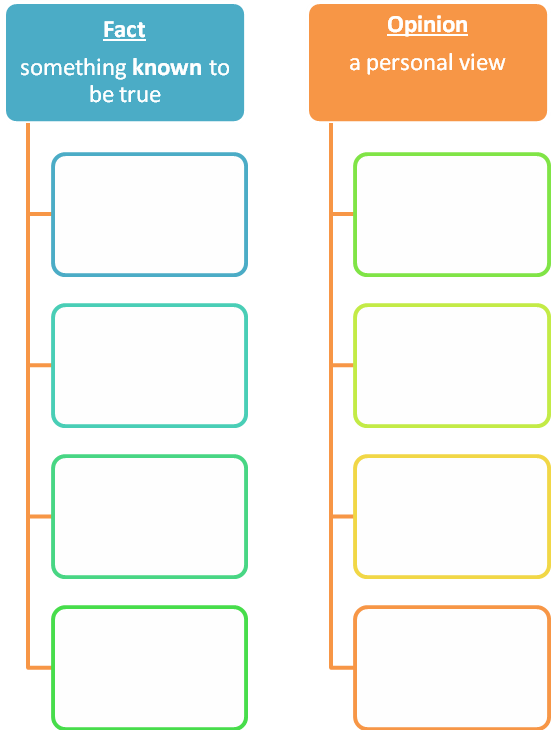 Fact
something known to
be true
Opinion
a personal view